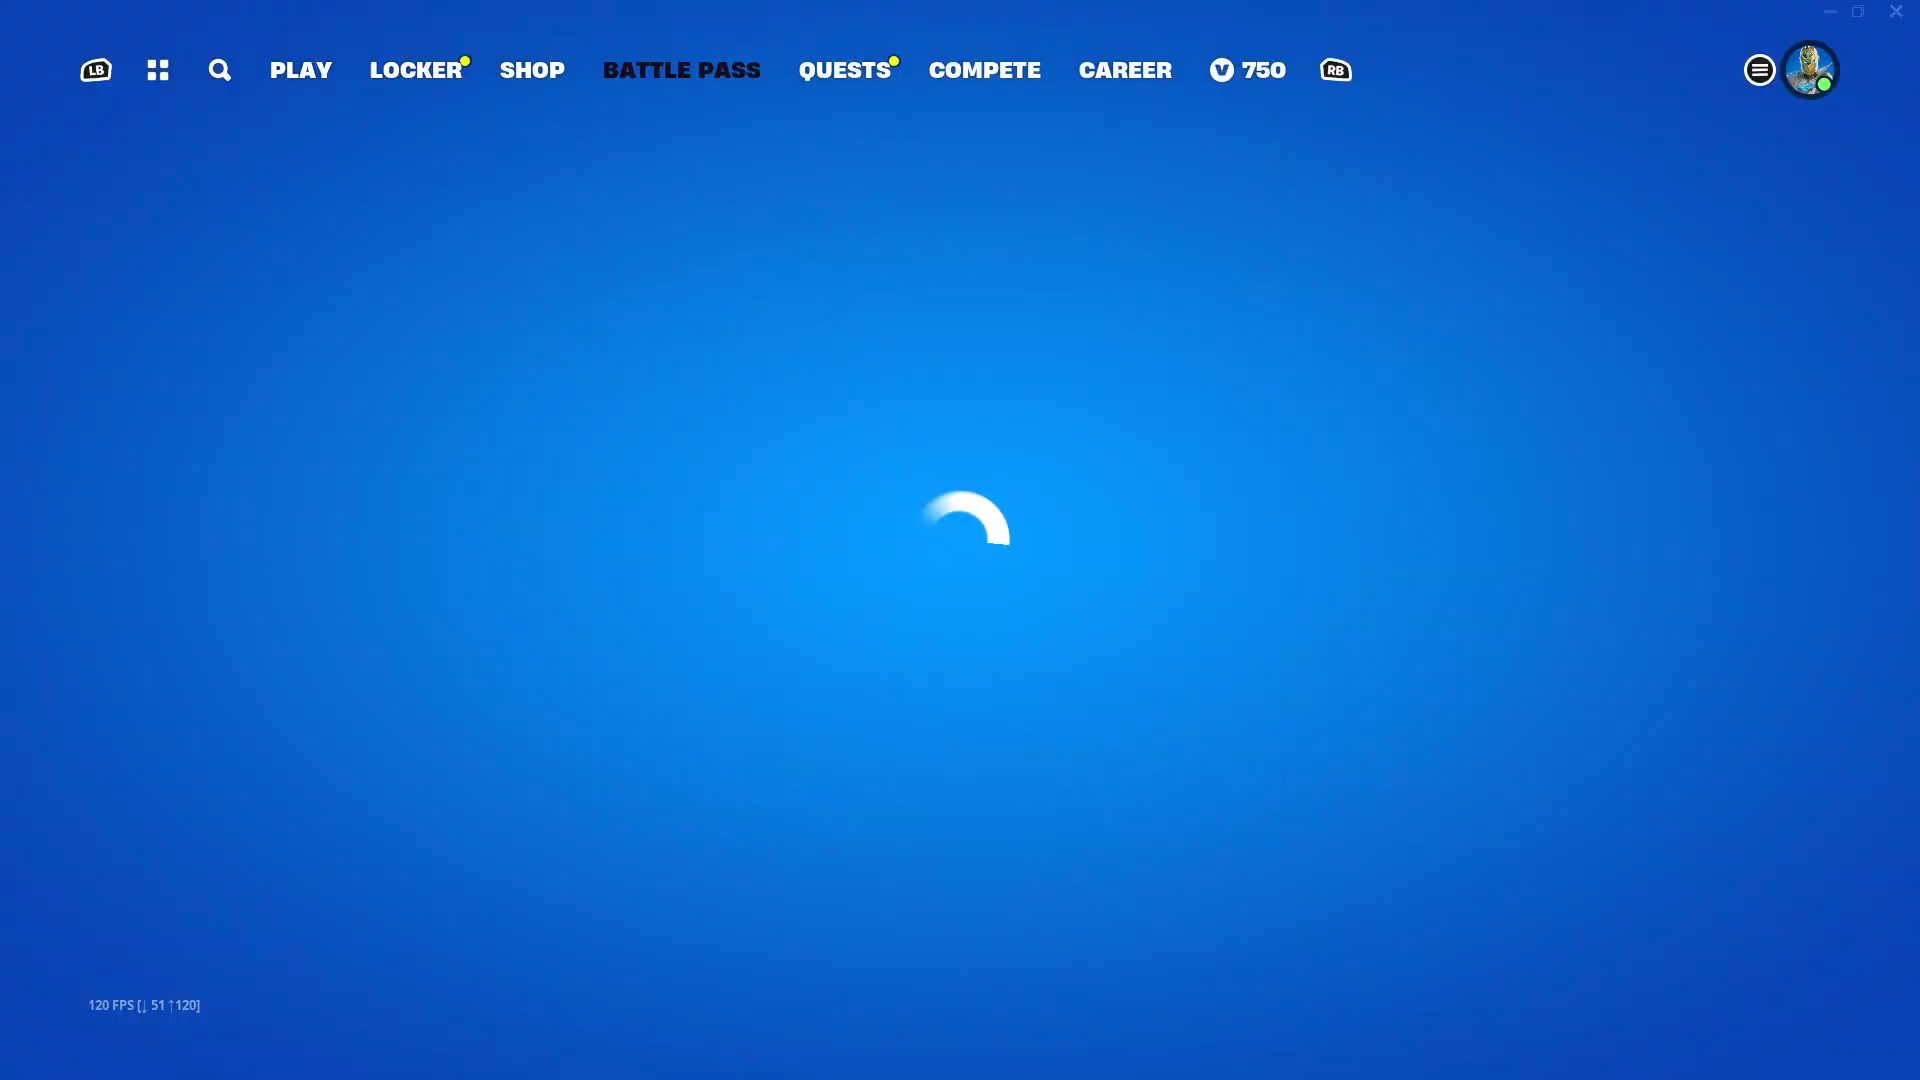 LB PLAY LOCKER SHOP BATTLE PASS QUESTS COMPETE CAREER V 750 RB
120 FPS [↓ 51 ↑120]